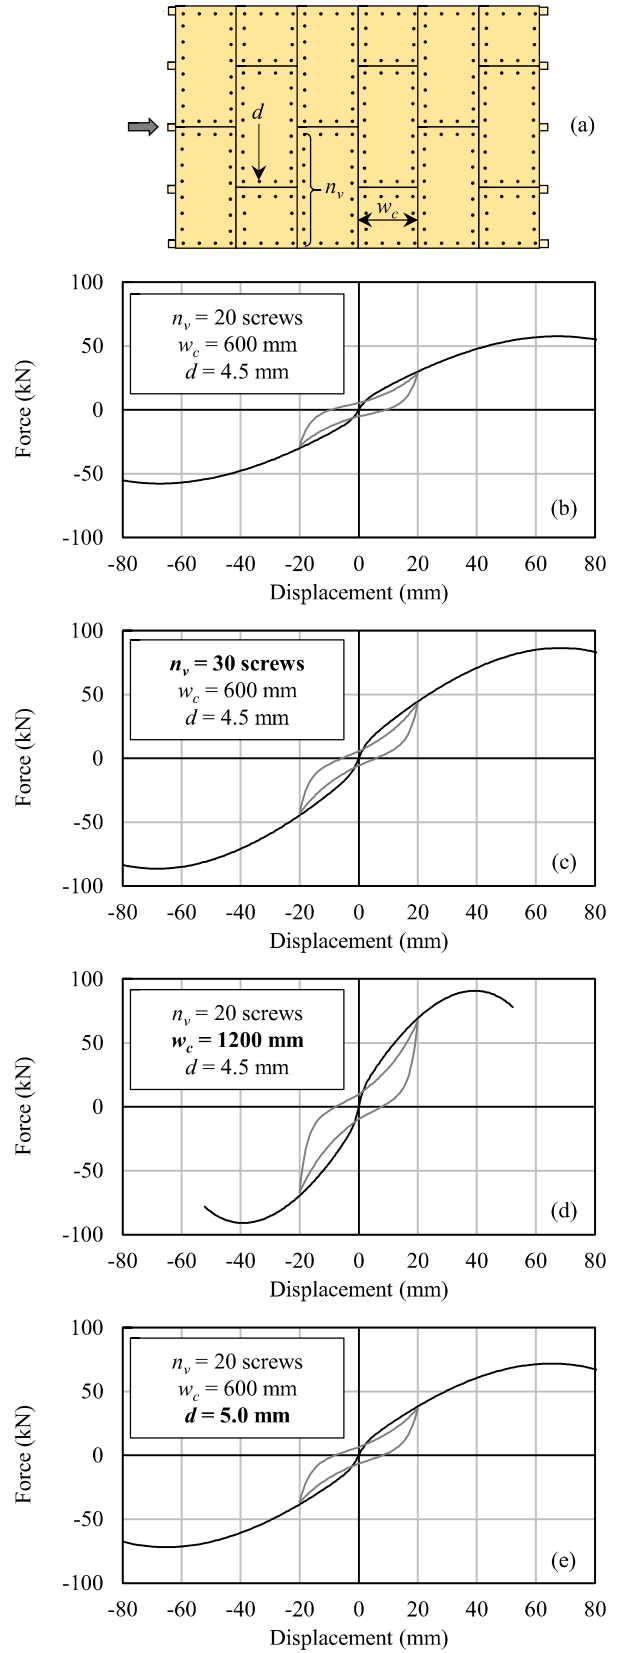 (a)
d
n_v
w_c
100
50
0
-50
-100
Force (kN)
n_v = 20 screws
w_c = 600 mm
d = 4.5 mm
(b)
-80 -60 -40 -20 0 20 40 60 80
Displacement (mm)
100
50
0
-50
-100
Force (kN)
n_v = 30 screws
w_c = 600 mm
d = 4.5 mm
(c)
-80 -60 -40 -20 0 20 40 60 80
Displacement (mm)
100
50
0
-50
-100
Force (kN)
n_v = 20 screws
w_c = 1200 mm
d = 4.5 mm
(d)
-80 -60 -40 -20 0 20 40 60 80
Displacement (mm)
100
50
0
-50
-100
Force (kN)
n_v = 20 screws
w_c = 600 mm
d = 5.0 mm
(e)
-80 -60 -40 -20 0 20 40 60 80
Displacement (mm)